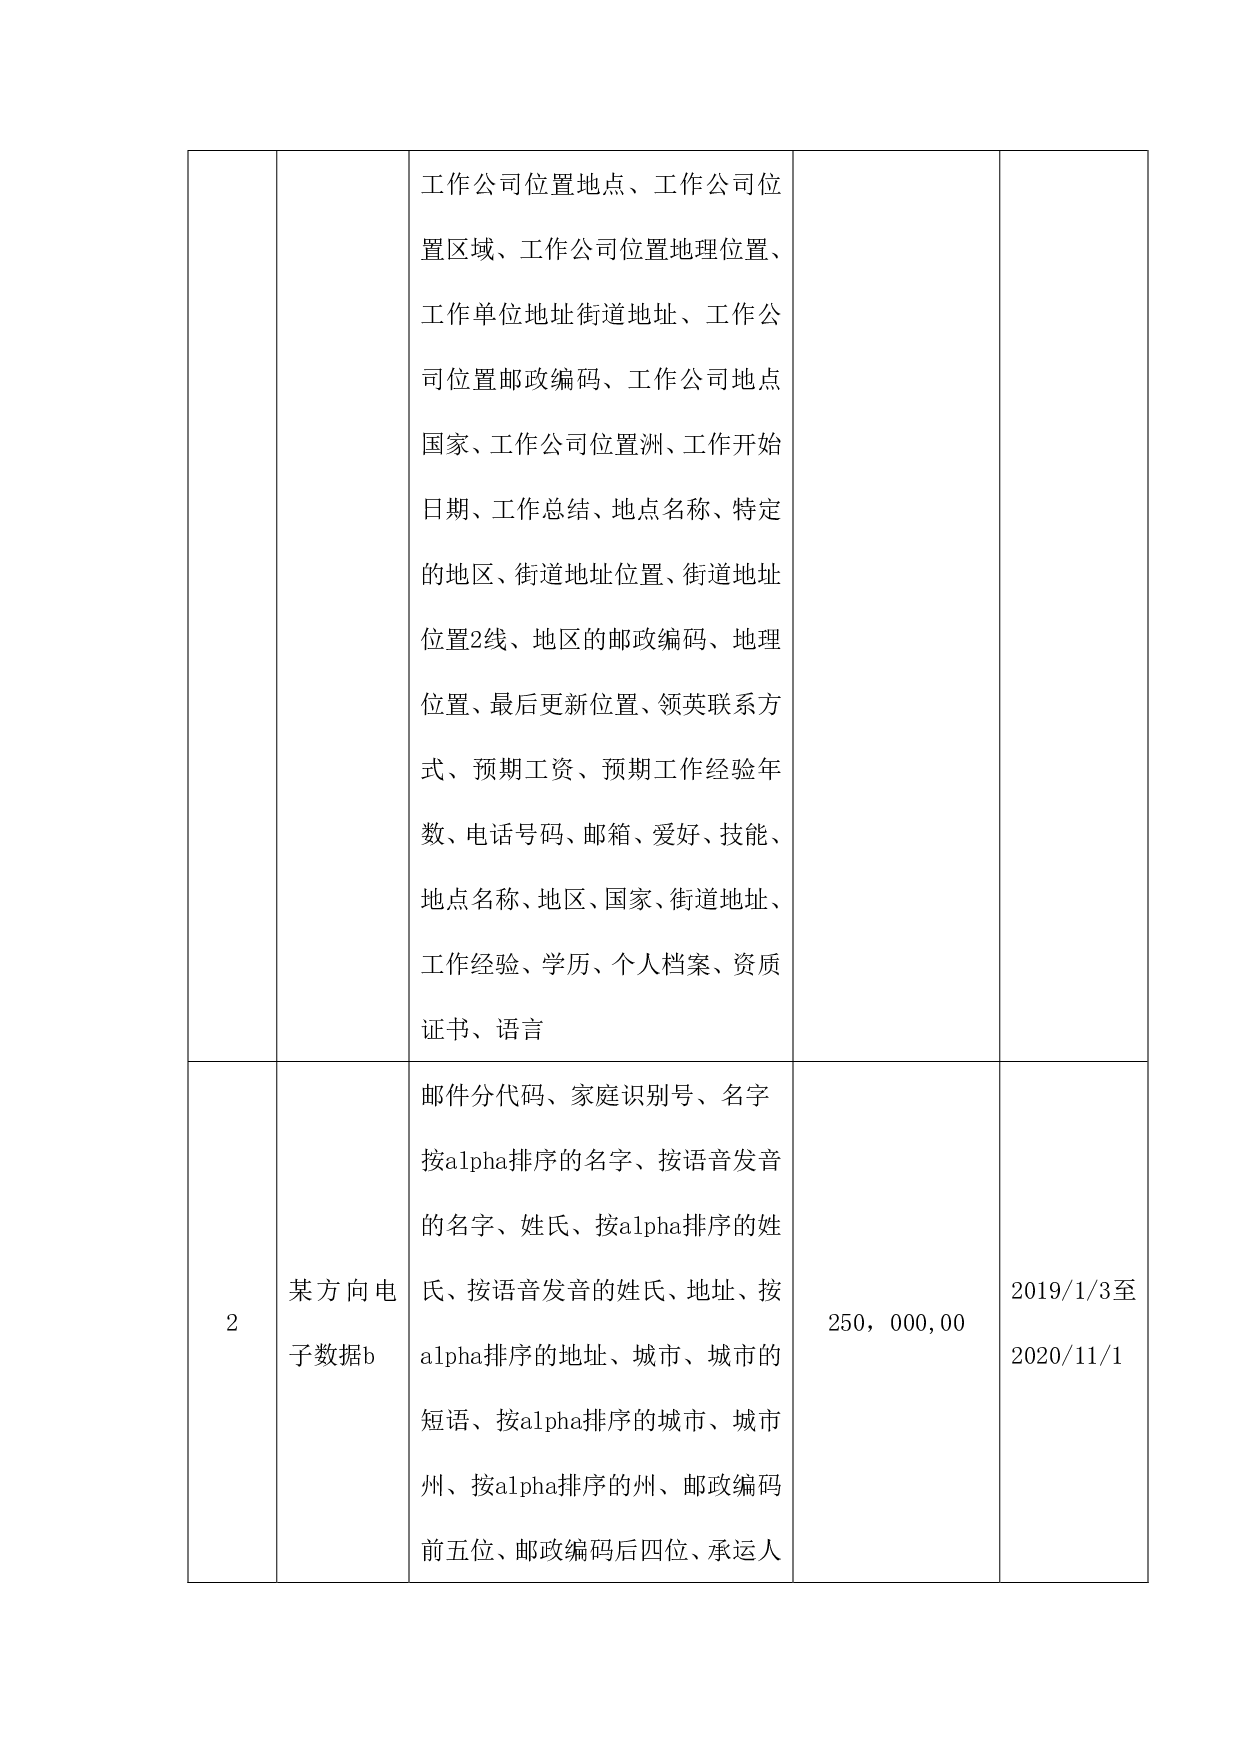 工作公司位置地点、工作公司位
置区域、工作公司位置地理位置、
工作单位地址街道地址、工作公
司位置邮政编码、工作公司地点
国家、工作公司位置洲、工作开始
日期、工作总结、地点名称、特定
的地区、街道地址位置、街道地址
位置2线、地区的邮政编码、地理
位置、最后更新位置、领英联系方
式、预期工资、预期工作经验年
数、电话号码、邮箱、爱好、技能、
地点名称、地区、国家、街道地址、
工作经验、学历、个人档案、资质
证书、语言
2
某方向电
子数据b
邮件分代码、家庭识别号、名字
按alpha排序的名字、按语音发音
的名字、姓氏、按alpha排序的姓
氏、按语音发音的姓氏、地址、按
alpha排序的地址、城市、城市的
短语、按alpha排序的城市、城市
州、按alpha排序的州、邮政编码
前五位、邮政编码后四位、承运人
250，000,00
2019/1/3至
2020/11/1